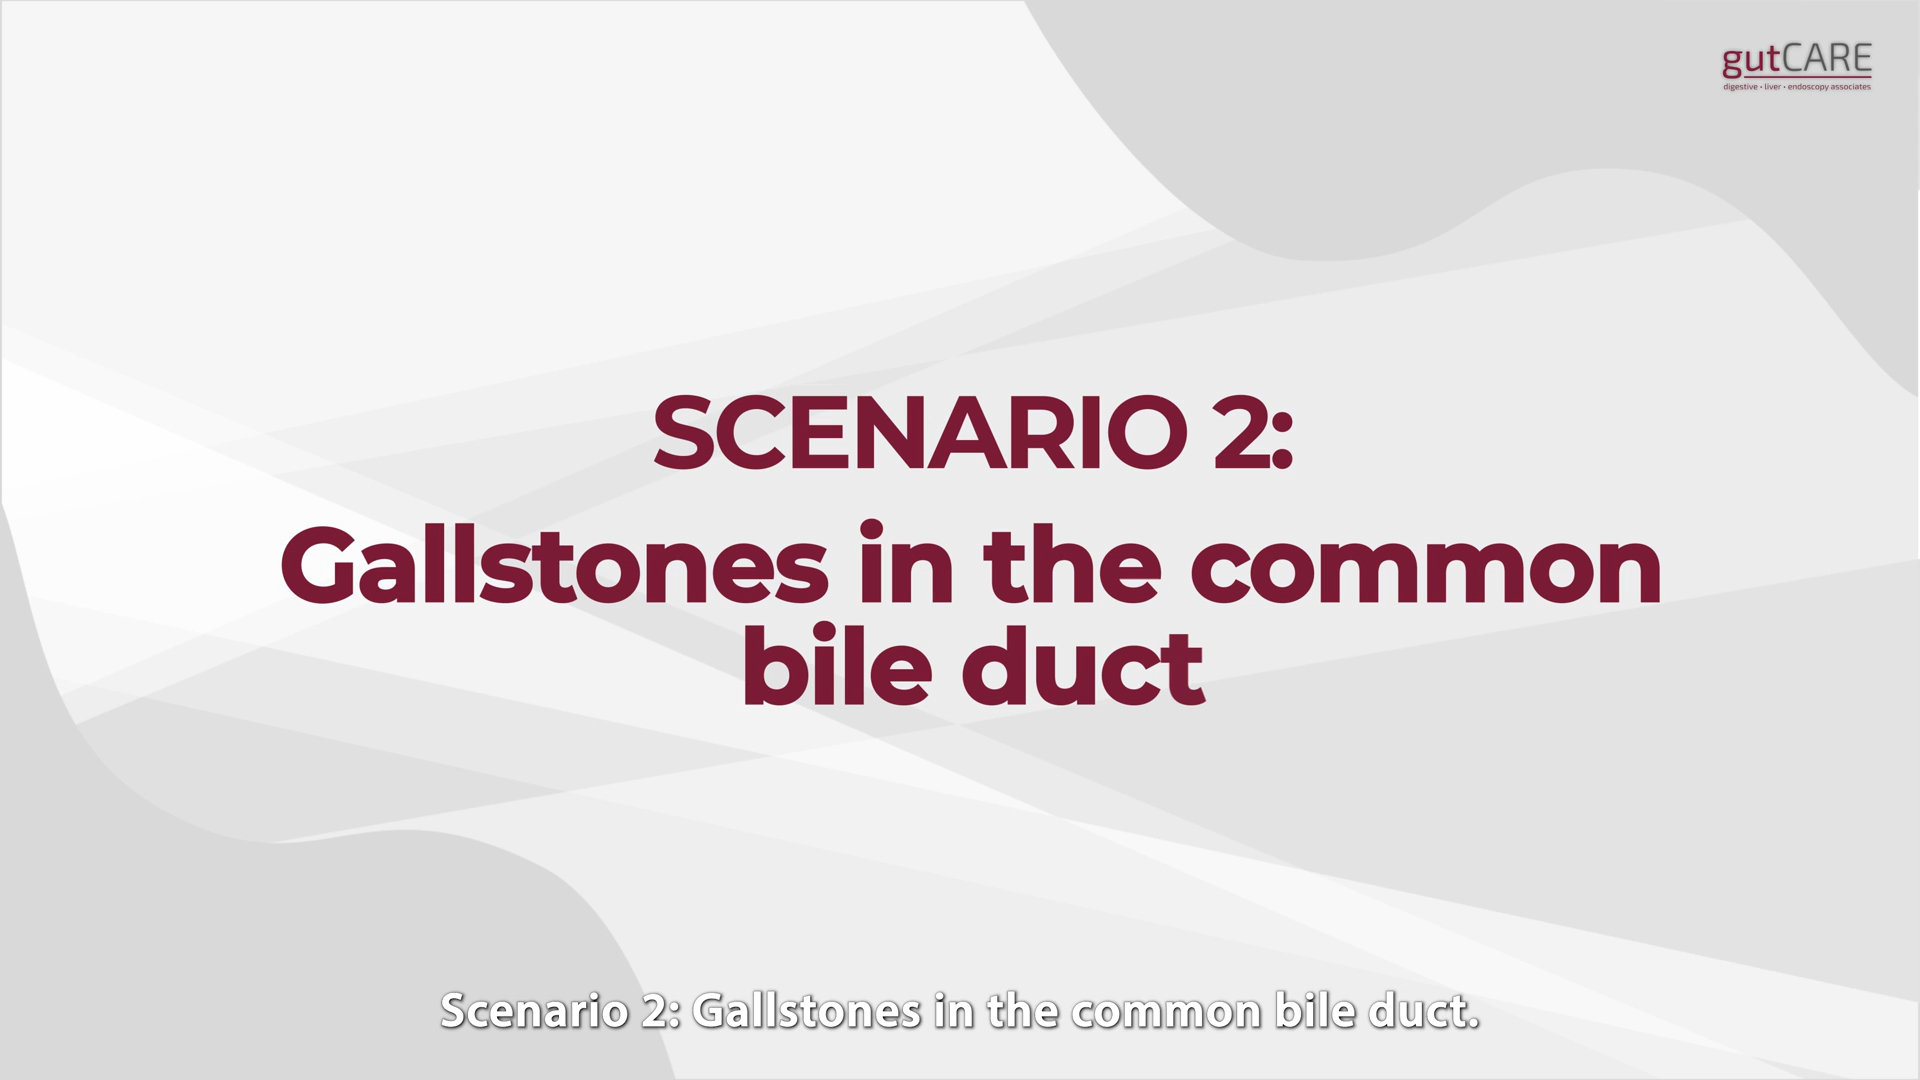 gutCARE
digestive • liver • endoscopy associates
SCENARIO 2:
Gallstones in the common
bile duct
Scenario 2: Gallstones in the common bile duct.